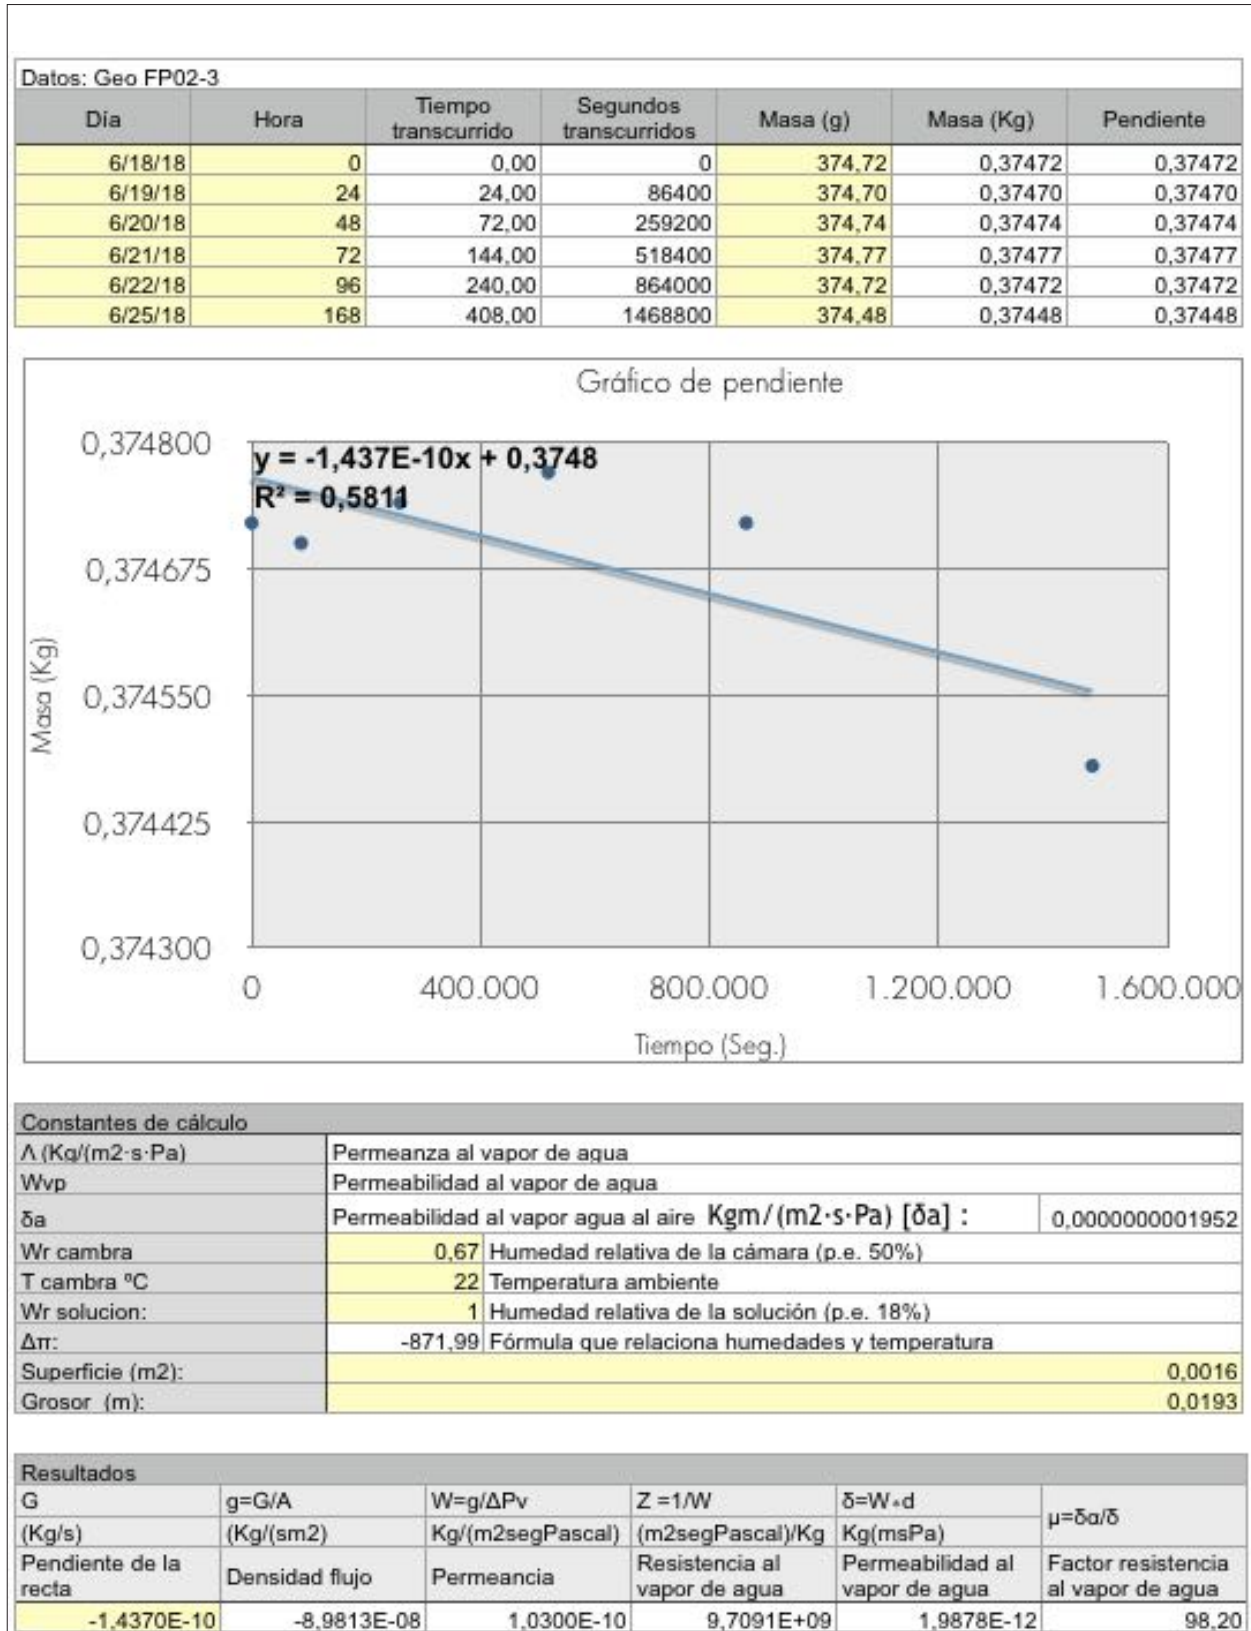 Datos: Geo FP02-3
Día Hora Tiempo transcurrido Segundos transcurridos Masa (g) Masa (Kg) Pendiente
6/18/18 0 0,00 0 374,72 0,37472 0,37472
6/19/18 24 24,00 86400 374,70 0,37470 0,37470
6/20/18 48 72,00 259200 374,74 0,37474 0,37474
6/21/18 72 144,00 518400 374,77 0,37477 0,37477
6/22/18 96 240,00 864000 374,72 0,37472 0,37472
6/25/18 168 408,00 1468800 374,48 0,37448 0,37448
Gráfico de pendiente
y = -1,437E-10x + 0,3748
R² = 0,5811
0,374800
0,374675
0,374550
0,374425
0,374300
Masa (Kg)
0 400.000 800.000 1.200.000 1.600.000
Tiempo (Seg.)
Constantes de cálculo
Λ (Kg/(m2·s·Pa) Permeanza al vapor de agua
Wvp Permeabilidad al vapor de agua
δa Permeabilidad al vapor agua al aire Kgm/(m2·s·Pa) [δa] : 0,0000000001952
Wr cambra 0,67 Humedad relativa de la cámara (p.e. 50%)
T cambra ºC 22 Temperatura ambiente
Wr solucion: 1 Humedad relativa de la solución (p.e. 18%)
Δπ: -871,99 Fórmula que relaciona humedades y temperatura
Superficie (m2): 0,0016
Grosor (m): 0,0193
Resultados
G g=G/A W=g/ΔPv Z =1/W δ=W*d μ=δα/δ
(Kg/s) (Kg/(sm2) Kg/(m2segPascal) (m2segPascal)/Kg Kg(msPa)
Pendiente de la recta Densidad flujo Permeancia Resistencia al vapor de agua Permeabilidad al vapor de agua Factor resistencia al vapor de agua
-1,4370E-10 -8,9813E-08 1,0300E-10 9,7091E+09 1,9878E-12 98,20